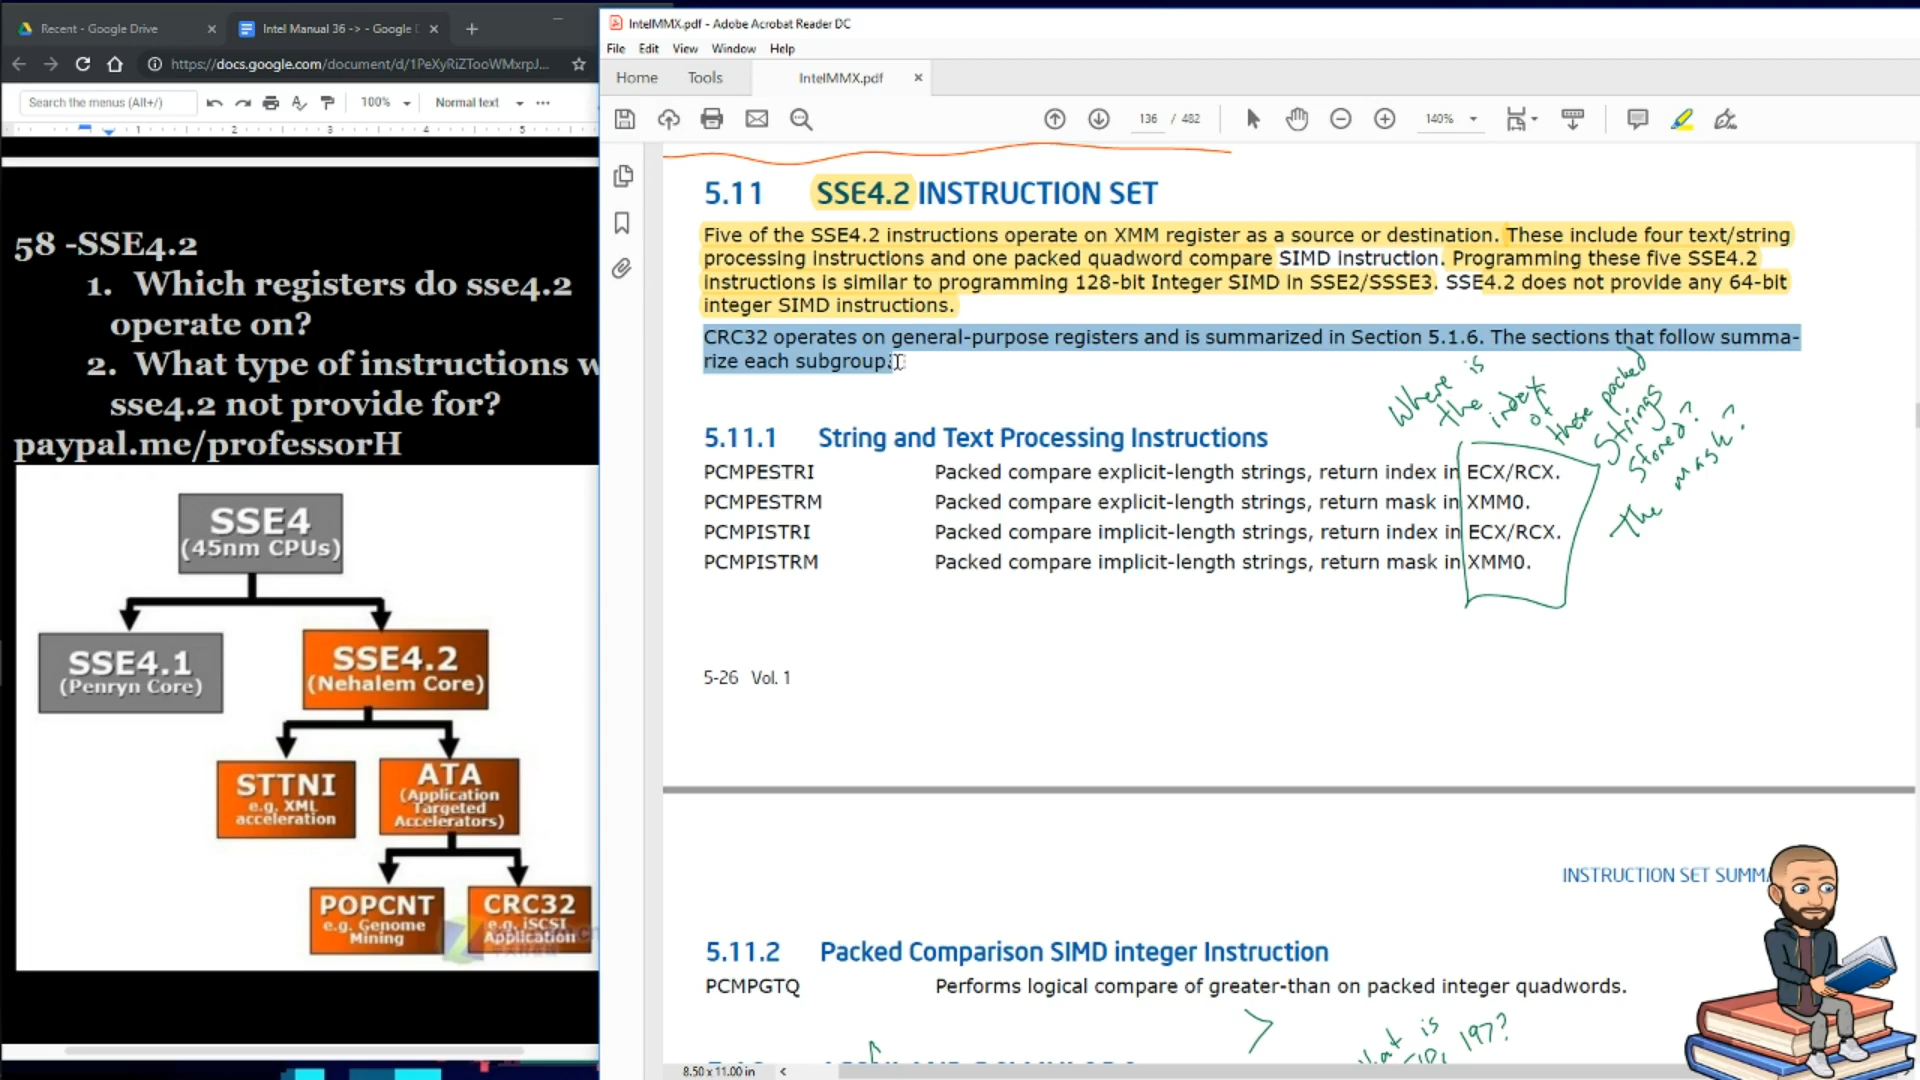 Recent - Google Drive
Intel Manual 36 -> - Google
https://docs.google.com/document/d/1PeXyRiZTooWMxrpJ...
Search the menus (Alt+/)
100%
Normal text
1 2 3 4 5
58 -SSE4.2
1. Which registers do sse4.2
operate on?
2. What type of instructions w
sse4.2 not provide for?
paypal.me/professorH
SSE4
(45nm CPUs)
SSE4.1
(Penryn Core)
SSE4.2
(Nehalem Core)
STTNI
e.g. XML
acceleration
ATA
(Application
Targeted
Accelerators)
POPCNT
e.g. Genome
Mining
CRC32
e.g. iSCSI
Application
IntelMMX.pdf - Adobe Acrobat Reader DC
File Edit View Window Help
Home Tools IntelMMX.pdf
136 / 482
140%
5.11 SSE4.2 INSTRUCTION SET
Five of the SSE4.2 instructions operate on XMM register as a source or destination. These include four text/string
processing instructions and one packed quadword compare SIMD instruction. Programming these five SSE4.2
instructions is similar to programming 128-bit Integer SIMD in SSE2/SSSE3. SSE4.2 does not provide any 64-bit
integer SIMD instructions.
CRC32 operates on general-purpose registers and is summarized in Section 5.1.6. The sections that follow summa-
rize each subgroup.
Where is
the index
of
these packed
strings
stored?
the mask?
5.11.1 String and Text Processing Instructions
PCMPESTRI Packed compare explicit-length strings, return index in ECX/RCX.
PCMPESTRM Packed compare explicit-length strings, return mask in XMM0.
PCMPISTRI Packed compare implicit-length strings, return index in ECX/RCX.
PCMPISTRM Packed compare implicit-length strings, return mask in XMM0.
5-26 Vol. 1
INSTRUCTION SET SUMM
5.11.2 Packed Comparison SIMD integer Instruction
PCMPGTQ Performs logical compare of greater-than on packed integer quadwords.
>
what is
197?
8.50 x 11.00 in